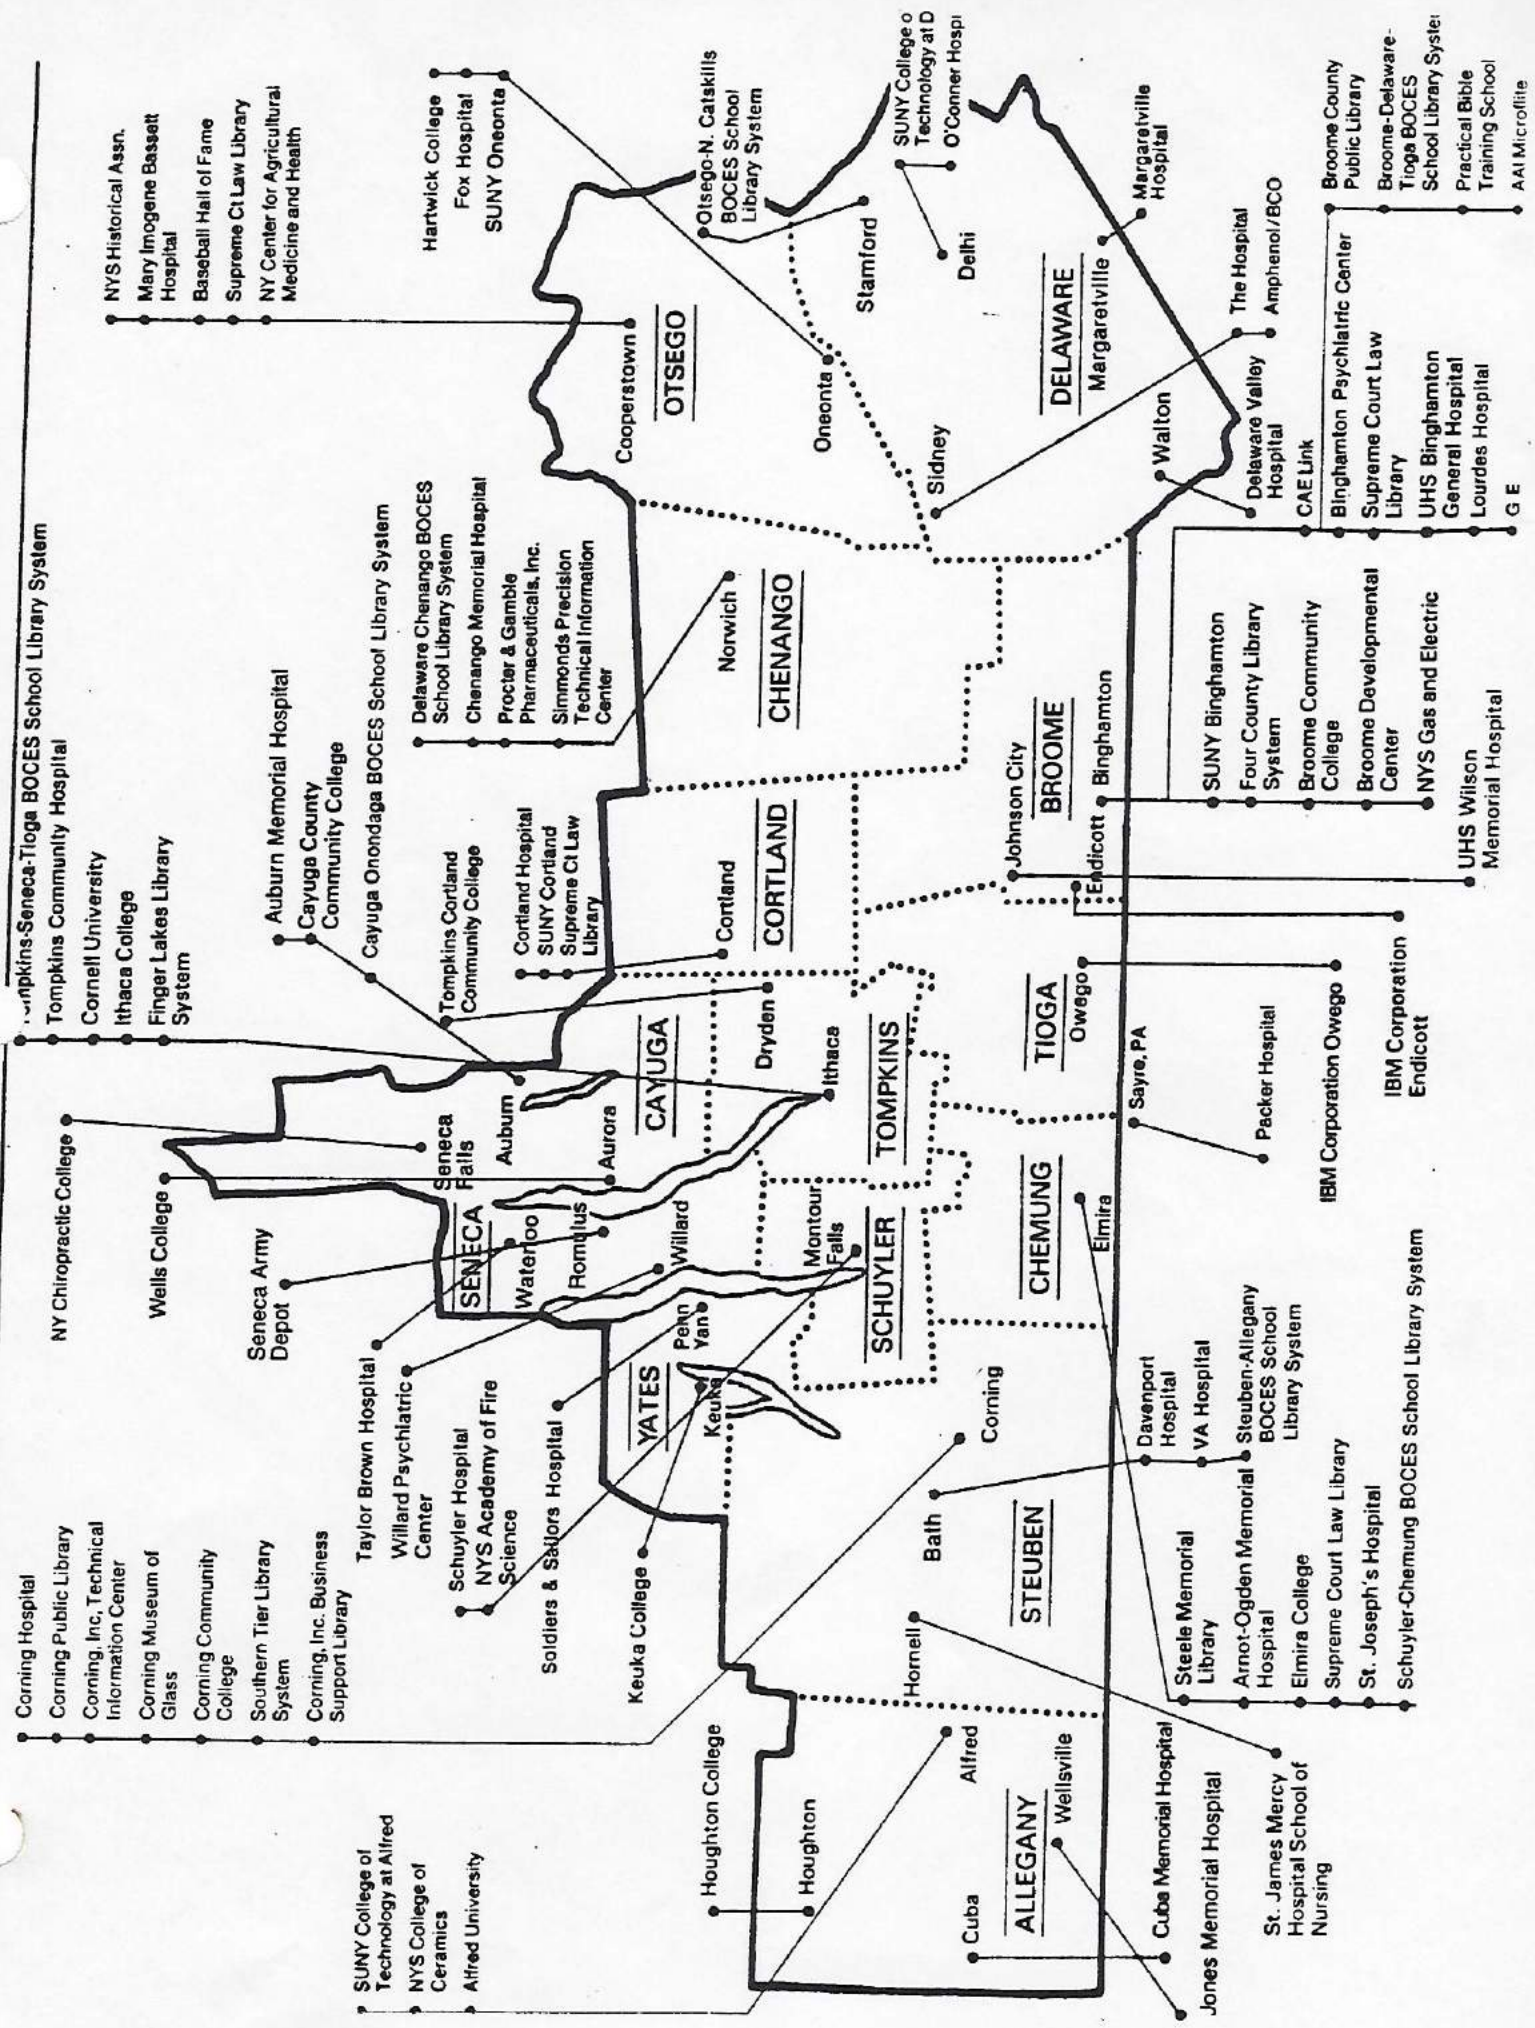 Corning Hospital
Corning Public Library
Corning, Inc, Technical
Information Center
Corning Museum of
Glass
Corning Community
College
Southern Tier Library
System
Corning, Inc. Business
Support Library
NY Chiropractic College
Wells College
Seneca Army
Depot
Taylor Brown Hospital
Willard Psychiatric
Center
Schuyler Hospital
NYS Academy of Fire
Science
Soldiers & Sailors Hospital
Keuka College
SUNY College of
Technology at Alfred
NYS College of
Ceramics
Alfred University
Houghton College
Houghton
mpkins-Seneca-Tioga BOCES School Library System
Tompkins Community Hospital
Cornell University
Ithaca College
Finger Lakes Library
System
Auburn Memorial Hospital
Cayuga County
Community College
Cayuga Onondaga BOCES School Library System
Tompkins Cortland
Community College
Cortland Hospital
SUNY Cortland
Supreme Ct Law
Library
Delaware Chenango BOCES
School Library System
Chenango Memorial Hospital
Procter & Gamble
Pharmaceuticals, Inc.
Simmonds Precision
Technical Information
Center
NYS Historical Assn.
Mary Imogene Bassett
Hospital
Baseball Hall of Fame
Supreme Ct Law Library
NY Center for Agricultural
Medicine and Health
Hartwick College
Fox Hospital
SUNY Oneonta
Otsego-N. Catskills
BOCES School
Library System
SUNY College o
Technology at D
O'Conner Hospi
Seneca
Falls
SENECA
Waterloo
Romulus
Willard
Auburn
Aurora
CAYUGA
YATES
Penn
Yan
Keuka
Dryden
Ithaca
TOMPKINS
Montour
Falls
SCHUYLER
Cortland
CORTLAND
Norwich
CHENANGO
Cooperstown
OTSEGO
Oneonta
Stamford
Delhi
Sidney
DELAWARE
Margaretville
Walton
Margaretville
Hospital
The Hospital
Amphenol/BCO
Delaware Valley
Hospital
Johnson City
BROOME
Binghamton
Endicott
TIOGA
Owego
Sayre, PA
CHEMUNG
Elmira
Corning
Bath
STEUBEN
Hornell
Alfred
Wellsville
ALLEGANY
Cuba
Cuba Memorial Hospital
Jones Memorial Hospital
St. James Mercy
Hospital School of
Nursing
Davenport
Hospital
VA Hospital
Steuben-Allegany
BOCES School
Library System
Steele Memorial
Library
Arnot-Ogden Memorial
Hospital
Elmira College
Supreme Court Law Library
St. Joseph's Hospital
Schuyler-Chemung BOCES School Library System
Packer Hospital
IBM Corporation Owego
IBM Corporation
Endicott
UHS Wilson
Memorial Hospital
SUNY Binghamton
Four County Library
System
Broome Community
College
Broome Developmental
Center
NYS Gas and Electric
CAE Link
Binghamton Psychiatric Center
Supreme Court Law
Library
UHS Binghamton
General Hospital
Lourdes Hospital
G E
Broome County
Public Library
Broome-Delaware-
Tioga BOCES
School Library System
Practical Bible
Training School
AAI Microflite